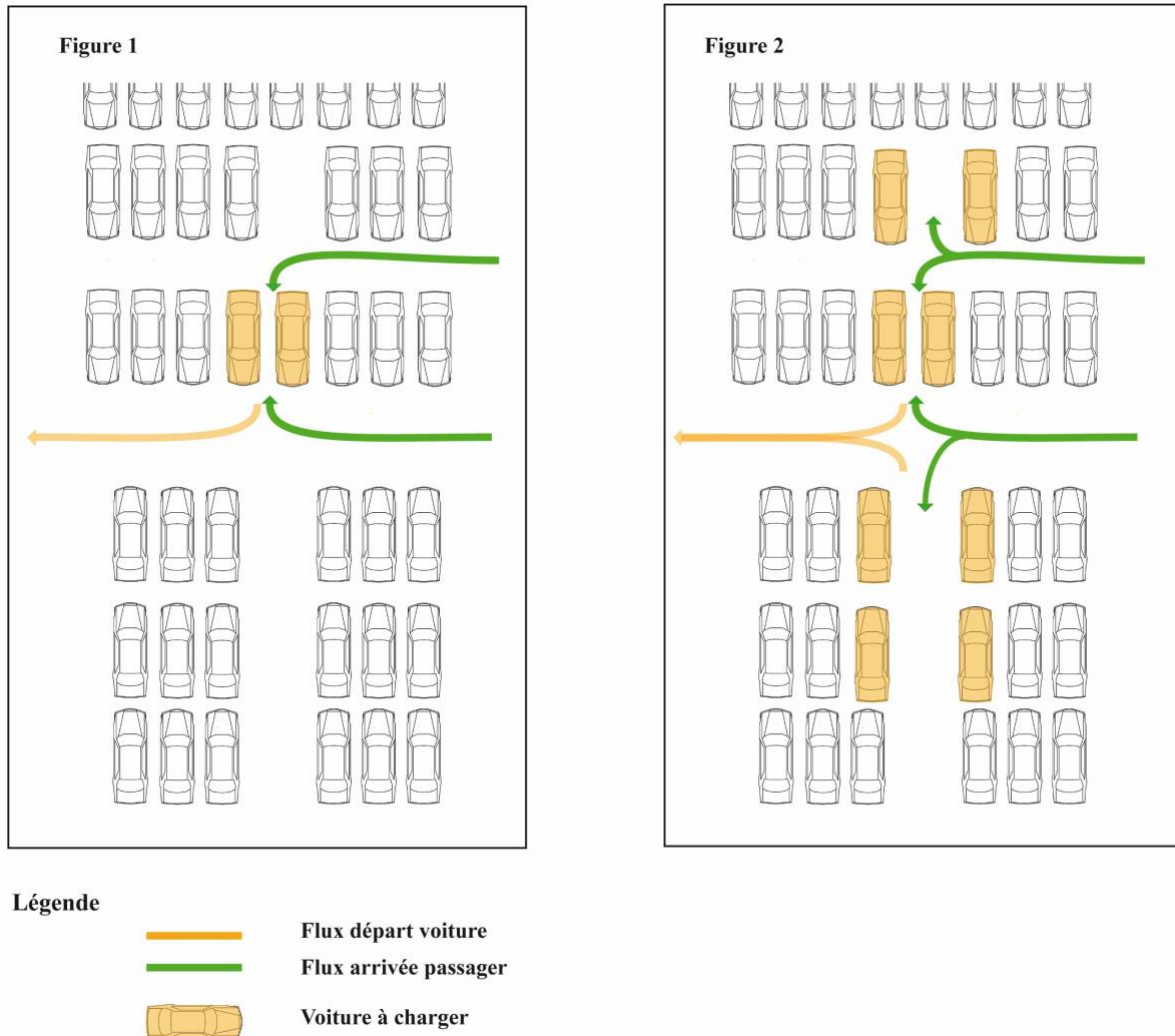 Figure 1
Figure 2
Légende
Flux départ voiture
Flux arrivée passager
Voiture à charger